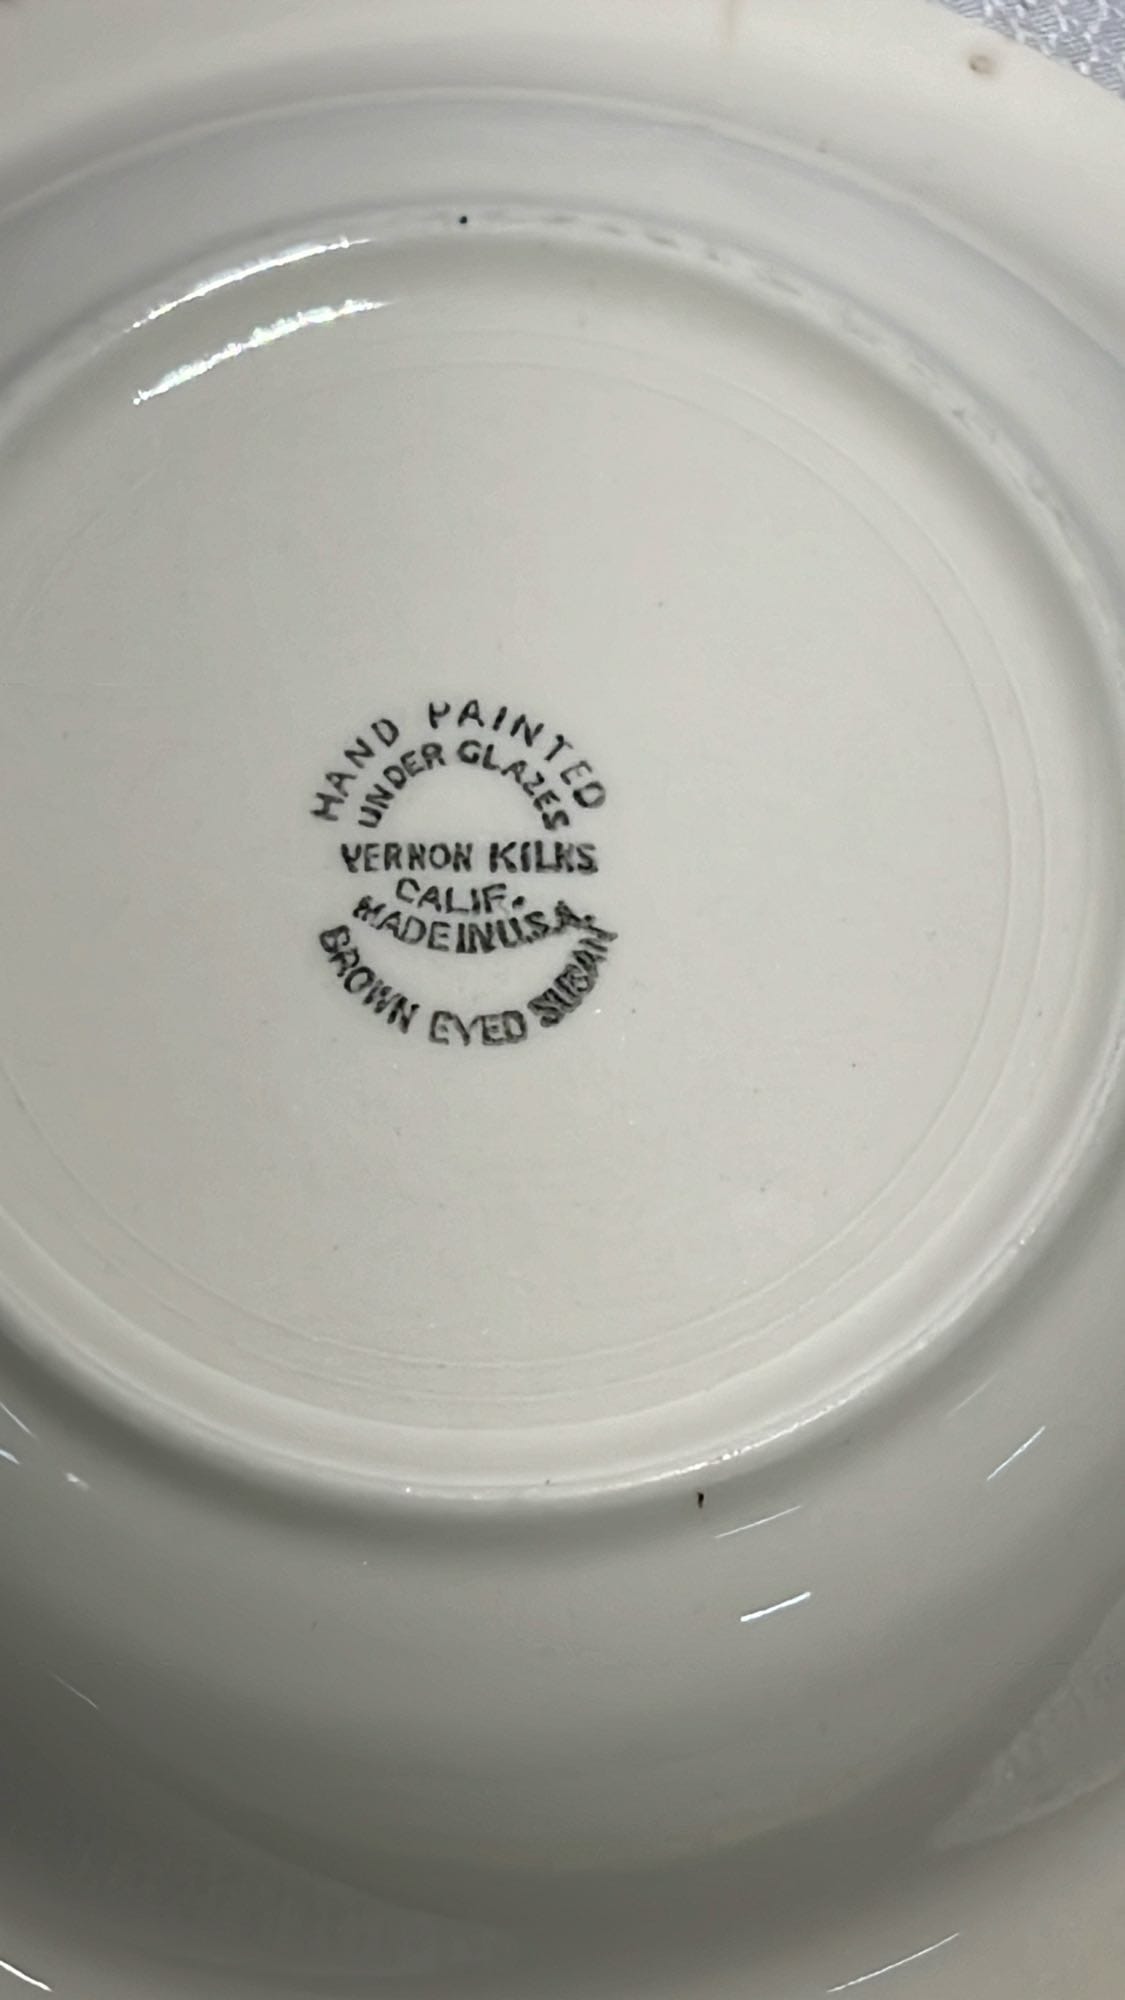 HAND PAINTED
UNDER GLAZES
VERNON KILNS
CALIF.
MADE IN U.S.A.
BROWN EYED SUSAN